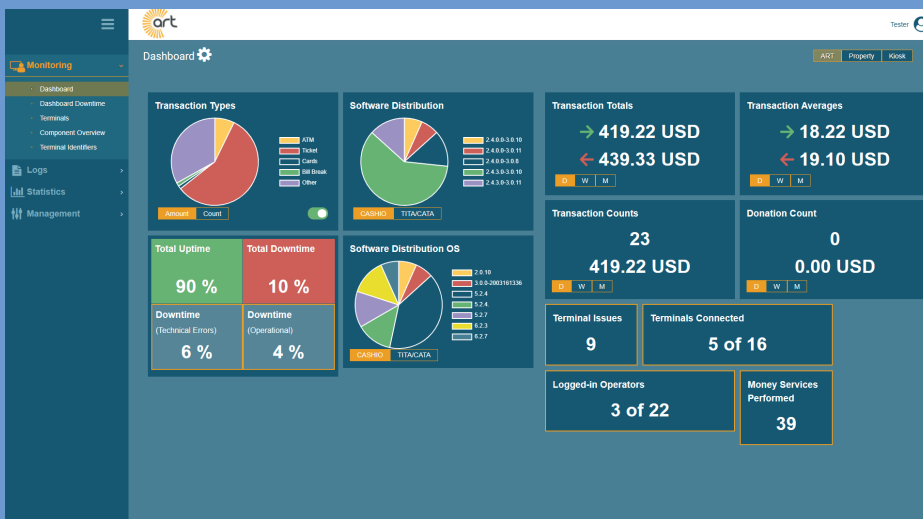 art
Tester
Dashboard
ART Property Kiosk
Monitoring
Dashboard
Dashboard Downtime
Terminals
Component Overview
Terminal Identifiers
Logs
Statistics
Management
Transaction Types
ATM
Ticket
Cards
Bill Break
Other
Amount Count
Software Distribution
2.4.0.0-3.0.10
2.4.0.0-3.0.11
2.4.0.0-3.0.8
2.4.3.0-3.0.10
2.4.3.0-3.0.11
CASHIO TITA/CATA
Transaction Totals
419.22 USD
439.33 USD
D W M
Transaction Averages
18.22 USD
19.10 USD
D W M
Total Uptime
90 %
Total Downtime
10 %
Downtime
(Technical Errors)
6 %
Downtime
(Operational)
4 %
Software Distribution OS
2.0.10
3.0.0-2003161336
5.2.4
5.2.4.
5.2.7
6.2.3
6.2.7
CASHIO TITA/CATA
Transaction Counts
23
419.22 USD
D W M
Donation Count
0
0.00 USD
D W M
Terminal Issues
9
Terminals Connected
5 of 16
Logged-in Operators
3 of 22
Money Services
Performed
39